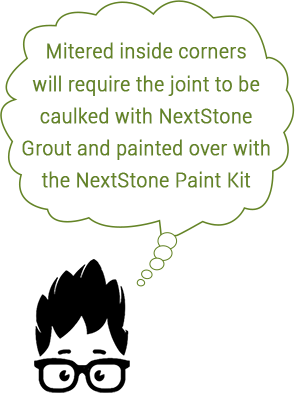 Mitered inside corners
will require the joint to be
caulked with NextStone
Grout and painted over with
the NextStone Paint Kit